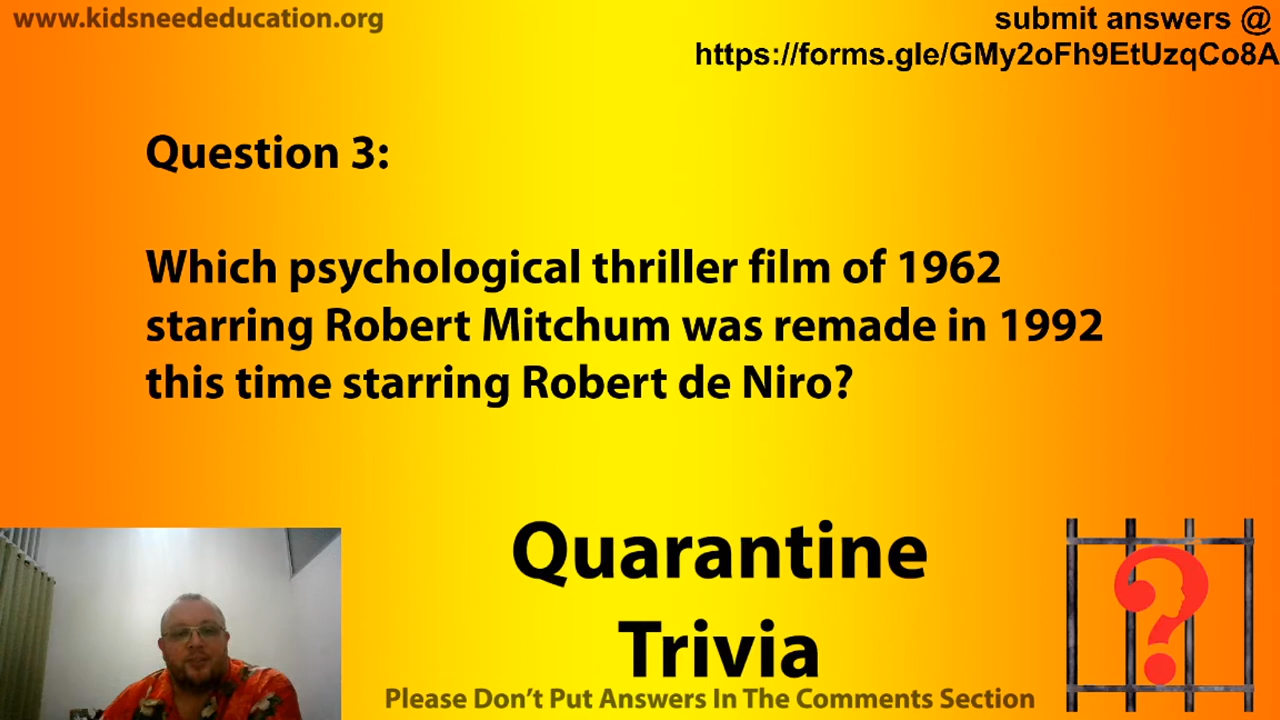 www.kidsneededucation.org
submit answers @
https://forms.gle/GMy2oFh9EtUzqCo8A
Question 3:
Which psychological thriller film of 1962
starring Robert Mitchum was remade in 1992
this time starring Robert de Niro?
Quarantine
Trivia
Please Don’t Put Answers In The Comments Section